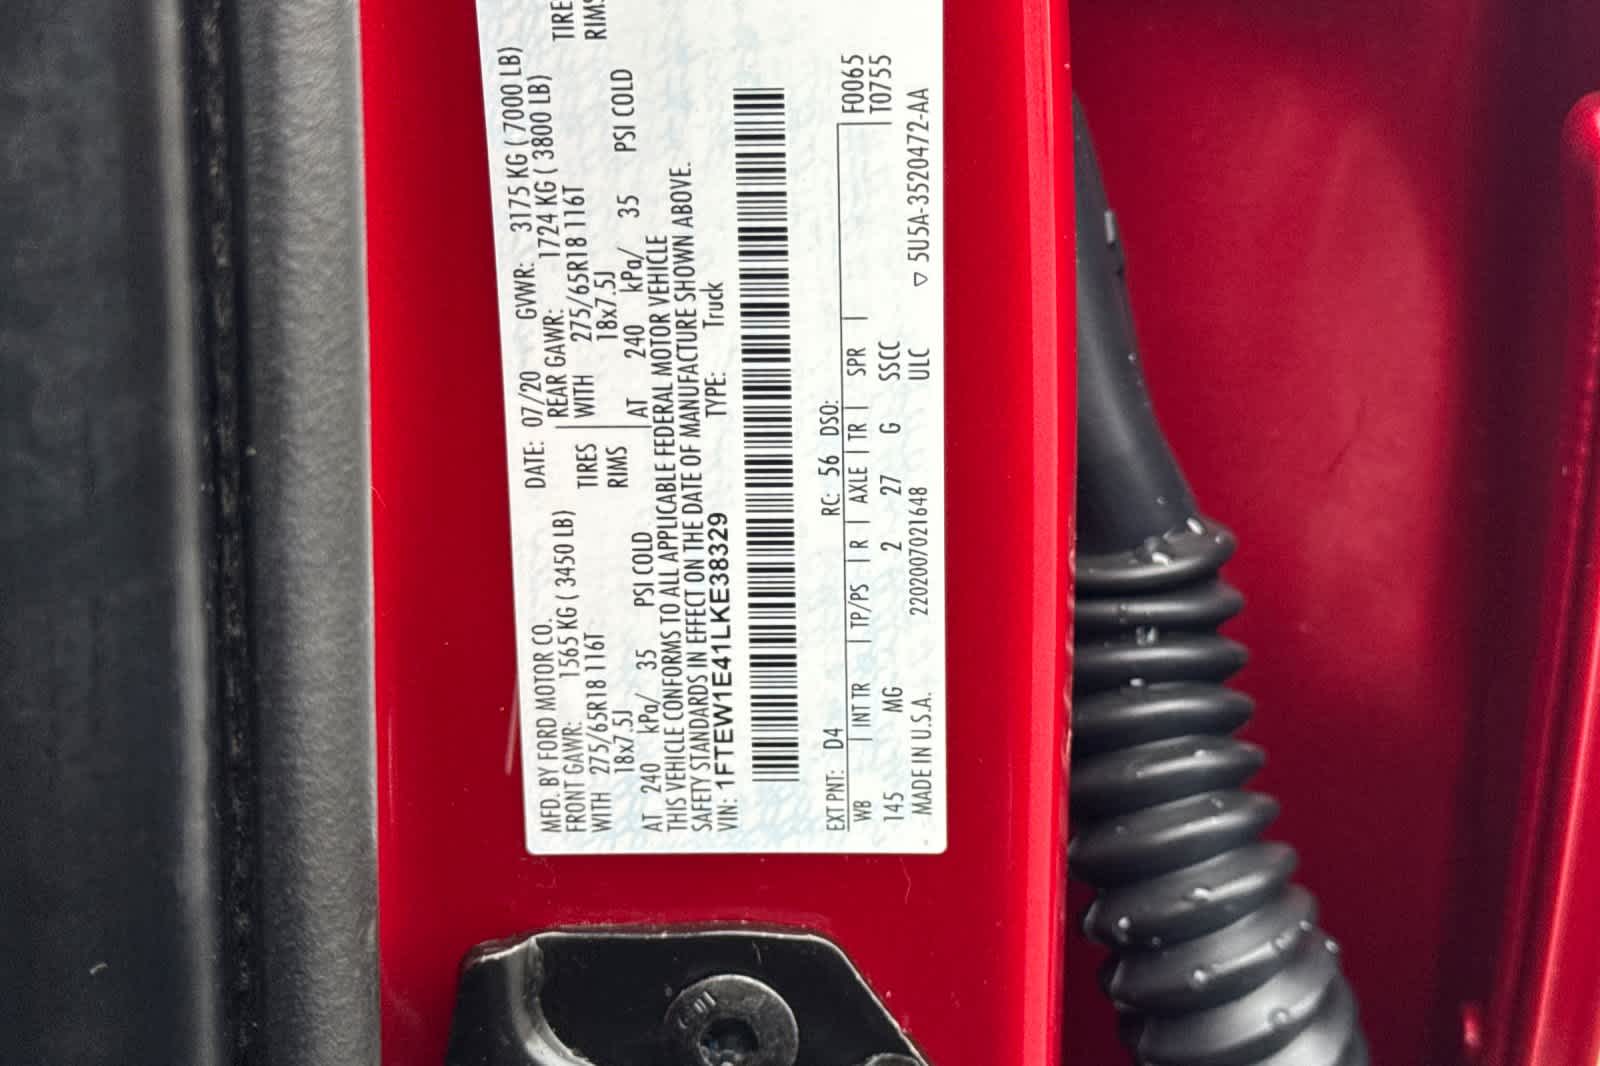 MFD. BY FORD MOTOR CO. DATE: 07/20 GVWR: 3175 KG ( 7000 LB)
FRONT GAWR: 1565 KG ( 3450 LB) REAR GAWR: 1724 KG ( 3800 LB)
WITH 275/65R18 116T TIRES WITH 275/65R18 116T TIRE
18x7.5J RIMS 18x7.5J RIMS
AT 240 kPa/ 35 PSI COLD AT 240 kPa/ 35 PSI COLD
THIS VEHICLE CONFORMS TO ALL APPLICABLE FEDERAL MOTOR VEHICLE
SAFETY STANDARDS IN EFFECT ON THE DATE OF MANUFACTURE SHOWN ABOVE.
VIN: 1FTEW1E41LKE38329 TYPE: Truck
EXT PNT: D4 RC: 56 DSO: F0065
WB | INT TR | TP/PS | R | AXLE | TR | SPR | T0755
145 MG 2 27 G SSCC
MADE IN U.S.A. 220200702​1648 ULC ▽ 5U5A-3520472-AA